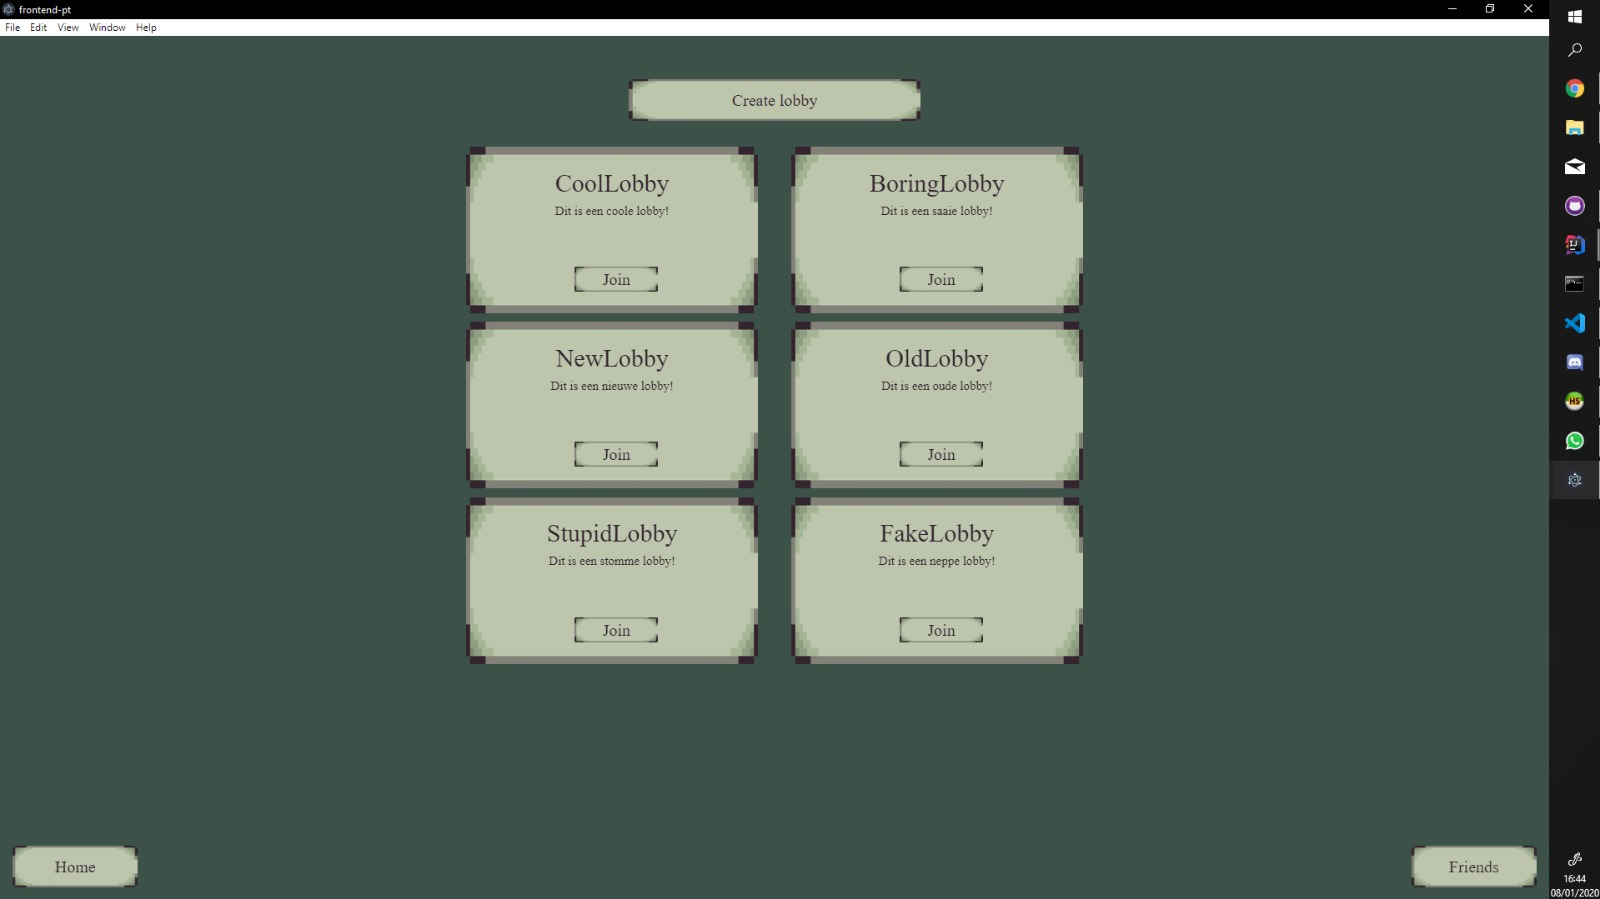 frontend-pt
File Edit View Window Help
Create lobby
CoolLobby
Dit is een coole lobby!
Join
BoringLobby
Dit is een saaie lobby!
Join
NewLobby
Dit is een nieuwe lobby!
Join
OldLobby
Dit is een oude lobby!
Join
StupidLobby
Dit is een stomme lobby!
Join
FakeLobby
Dit is een neppe lobby!
Join
Home
Friends
IJ
HS
16:44
08/01/2020